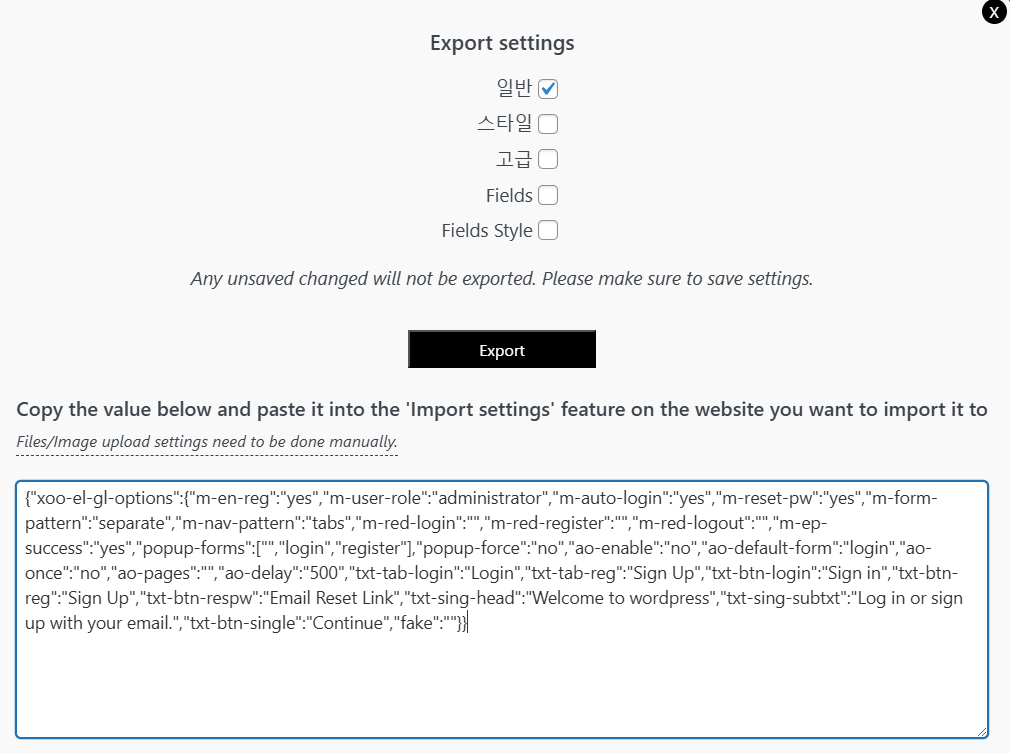 X
Export settings
일반
스타일
고급
Fields
Fields Style
Any unsaved changed will not be exported. Please make sure to save settings.
Export
Copy the value below and paste it into the 'Import settings' feature on the website you want to import it to
Files/Image upload settings need to be done manually.
{"xoo-el-gl-options":{"m-en-reg":"yes","m-user-role":"administrator","m-auto-login":"yes","m-reset-pw":"yes","m-form-
pattern":"separate","m-nav-pattern":"tabs","m-red-login":"","m-red-register":"","m-red-logout":"","m-ep-
success":"yes","popup-forms":["","login","register"],"popup-force":"no","ao-enable":"no","ao-default-form":"login","ao-
once":"no","ao-pages":"","ao-delay":"500","txt-tab-login":"Login","txt-tab-reg":"Sign Up","txt-btn-login":"Sign in","txt-btn-
reg":"Sign Up","txt-btn-respw":"Email Reset Link","txt-sing-head":"Welcome to wordpress","txt-sing-subtxt":"Log in or sign
up with your email.","txt-btn-single":"Continue","fake":""}}